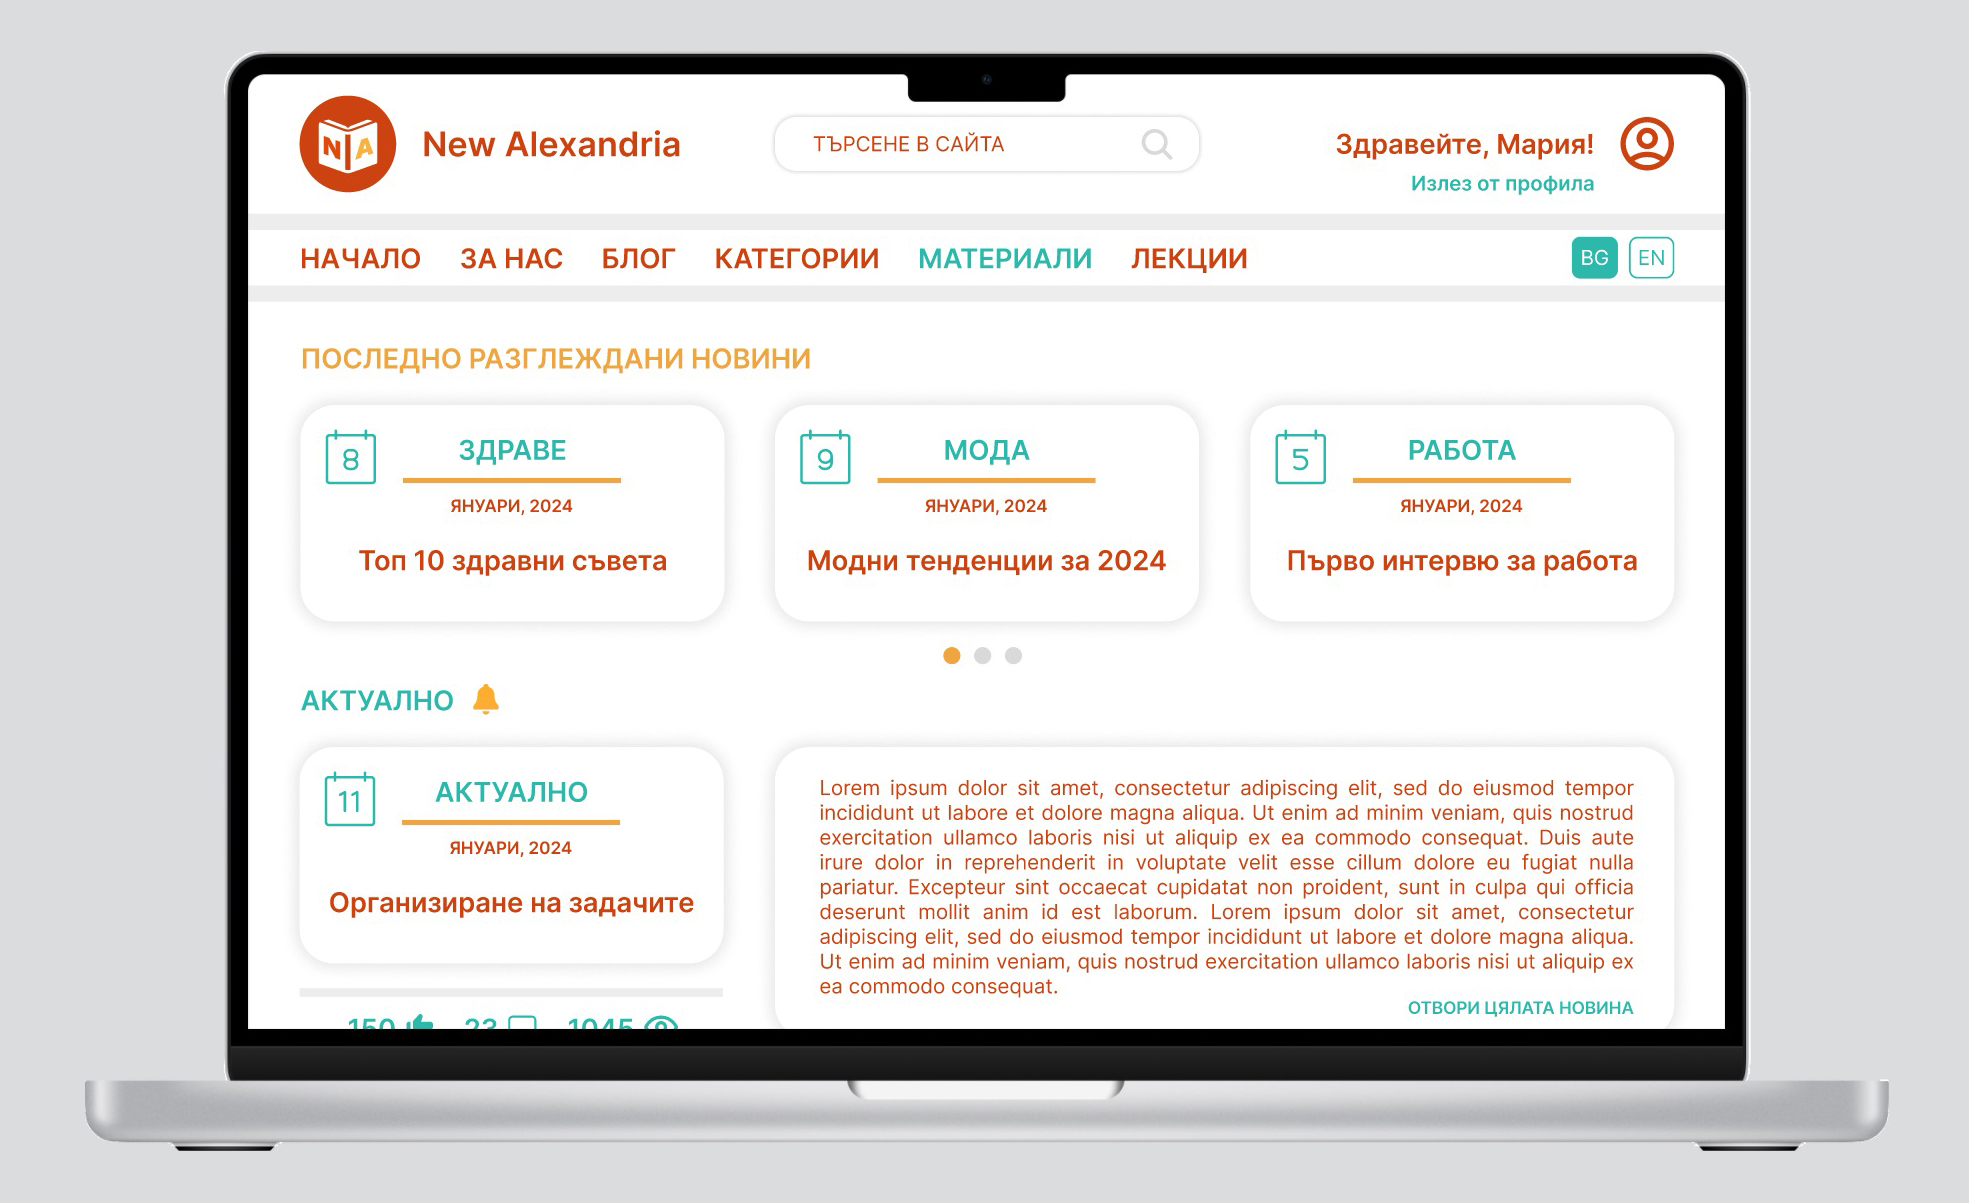 NA
New Alexandria
ТЪРСЕНЕ В САЙТА
Здравейте, Мария!
Излез от профила
НАЧАЛО ЗА НАС БЛОГ КАТЕГОРИИ МАТЕРИАЛИ ЛЕКЦИИ BG EN
ПОСЛЕДНО РАЗГЛЕЖДАНИ НОВИНИ
8 ЗДРАВЕ
ЯНУАРИ, 2024
Топ 10 здравни съвета
9 МОДА
ЯНУАРИ, 2024
Модни тенденции за 2024
5 РАБОТА
ЯНУАРИ, 2024
Първо интервю за работа
АКТУАЛНО
11 АКТУАЛНО
ЯНУАРИ, 2024
Организиране на задачите
150 23 1045
Lorem ipsum dolor sit amet, consectetur adipiscing elit, sed do eiusmod tempor
incididunt ut labore et dolore magna aliqua. Ut enim ad minim veniam, quis nostrud
exercitation ullamco laboris nisi ut aliquip ex ea commodo consequat. Duis aute
irure dolor in reprehenderit in voluptate velit esse cillum dolore eu fugiat nulla
pariatur. Excepteur sint occaecat cupidatat non proident, sunt in culpa qui officia
deserunt mollit anim id est laborum. Lorem ipsum dolor sit amet, consectetur
adipiscing elit, sed do eiusmod tempor incididunt ut labore et dolore magna aliqua.
Ut enim ad minim veniam, quis nostrud exercitation ullamco laboris nisi ut aliquip ex
ea commodo consequat.
ОТВОРИ ЦЯЛАТА НОВИНА